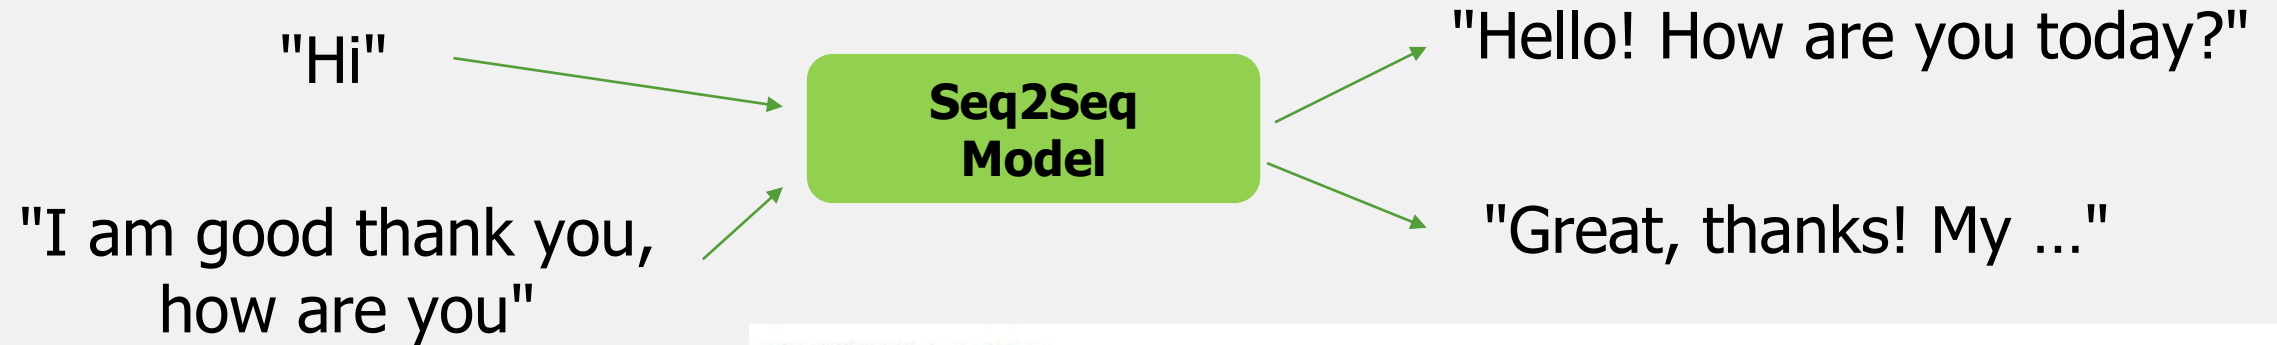 "Hi"
"Hello! How are you today?"
Seq2Seq
Model
"I am good thank you,
how are you"
"Great, thanks! My ..."